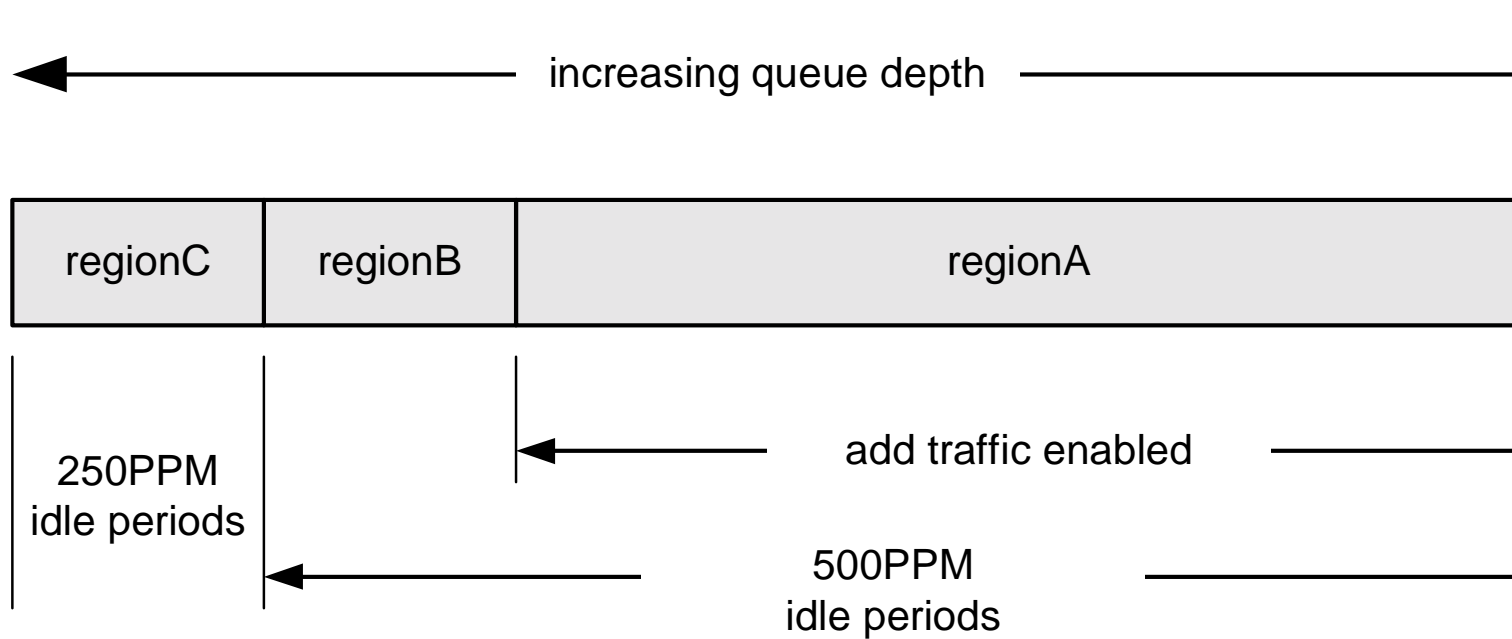 increasing queue depth
regionC
regionB
regionA
add traffic enabled
250PPM
idle periods
500PPM
idle periods